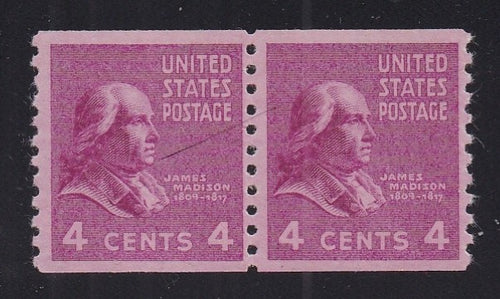 UNITED
STATES
POSTAGE
JAMES
MADISON
1809-1817
4 CENTS 4
UNITED
STATES
POSTAGE
JAMES
MADISON
1809-1817
4 CENTS 4